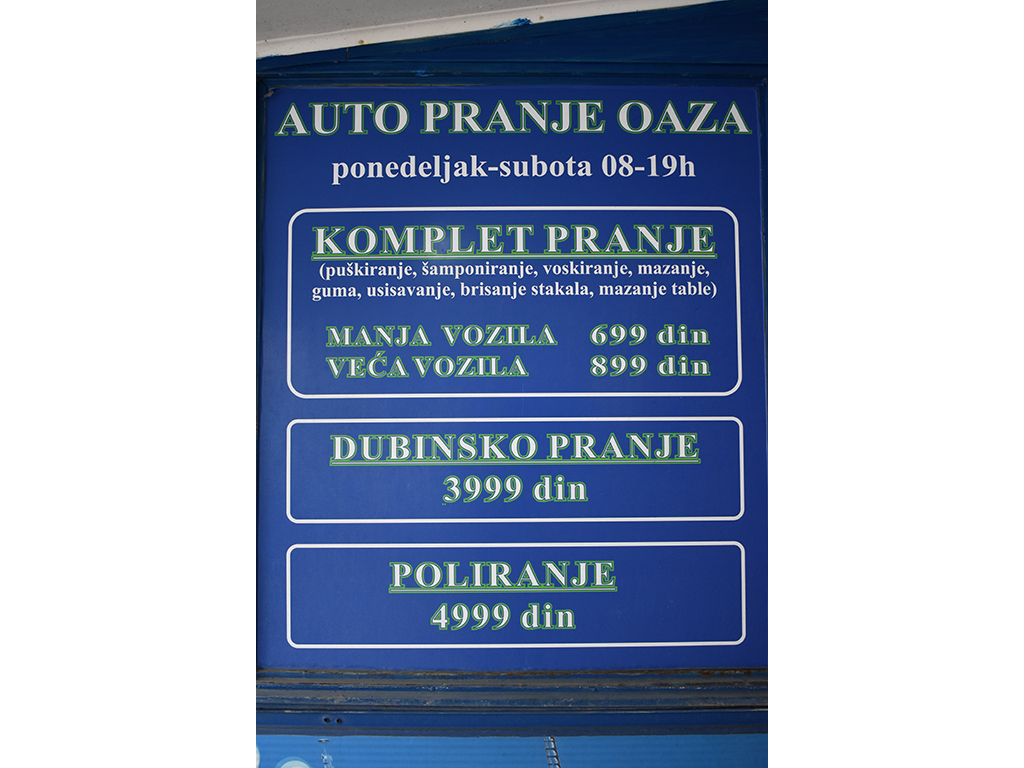 AUTO PRANJE OAZA
ponedeljak-subota 08-19h
KOMPLET PRANJE
(puškiranje, šamponiranje, voskiranje, mazanje,
guma, usisavanje, brisanje stakala, mazanje table)
MANJA VOZILA 699 din
VEĆA VOZILA 899 din
DUBINSKO PRANJE
3999 din
POLIRANJE
4999 din